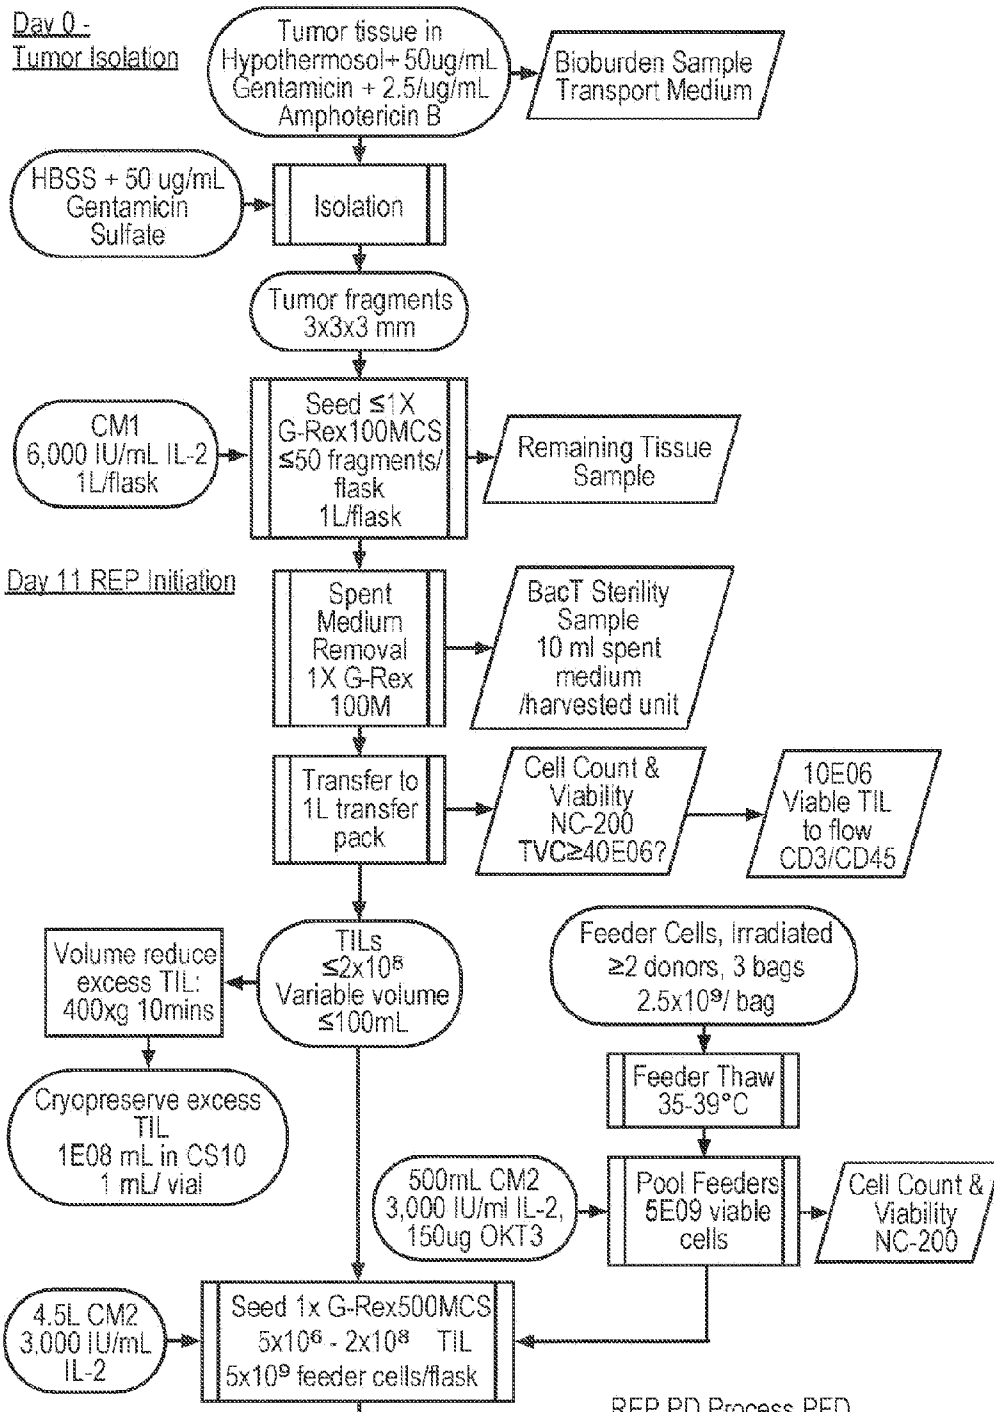 Day 0 -
Tumor Isolation
Tumor tissue in
Hypothermosol+ 50ug/mL
Gentamicin + 2.5/ug/mL
Amphotericin B
Bioburden Sample
Transport Medium
HBSS + 50 ug/mL
Gentamicin
Sulfate
Isolation
Tumor fragments
3x3x3 mm
CM1
6,000 IU/mL IL-2
1L/flask
Seed ≤1X
G-Rex100MCS
≤50 fragments/
flask
1L/flask
Remaining Tissue
Sample
Day 11 REP Initiation
Spent
Medium
Removal
1X G-Rex
100M
BacT Sterility
Sample
10 ml spent
medium
/harvested unit
Transfer to
1L transfer
pack
Cell Count &
Viability
NC-200
TVC≥40E06?
10E06
Viable TIL
to flow
CD3/CD45
Volume reduce
excess TIL:
400xg 10mins
TILs
≤2x10⁸
Variable volume
≤100mL
Feeder Cells, Irradiated
≥2 donors, 3 bags
2.5x10⁹/ bag
Cryopreserve excess
TIL
1E08 mL in CS10
1 mL/ vial
Feeder Thaw
35-39°C
500mL CM2
3,000 IU/ml IL-2,
150ug OKT3
Pool Feeders
5E09 viable
cells
Cell Count &
Viability
NC-200
4.5L CM2
3,000 IU/mL
IL-2
Seed 1x G-Rex500MCS
5x10⁶ - 2x10⁸ TIL
5x10⁹ feeder cells/flask
REP PD Process PFD